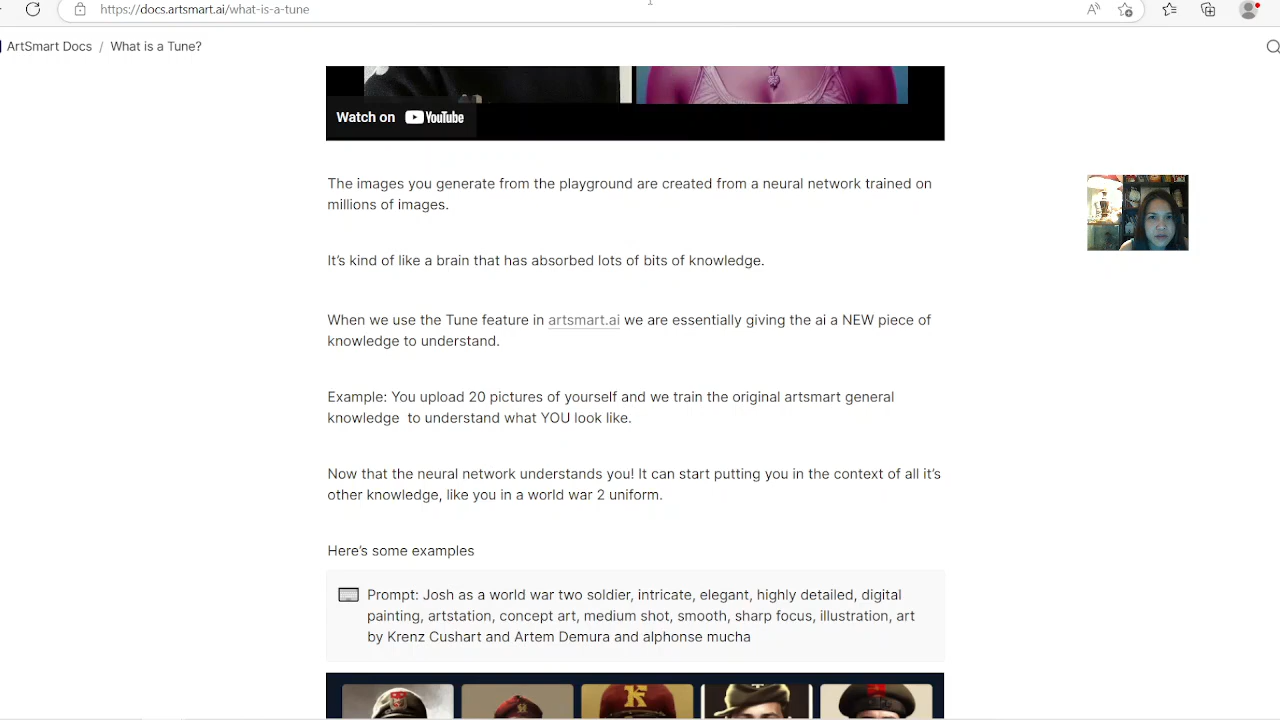 https://docs.artsmart.ai/what-is-a-tune
ArtSmart Docs / What is a Tune?
Watch on YouTube
The images you generate from the playground are created from a neural network trained on
millions of images.
It's kind of like a brain that has absorbed lots of bits of knowledge.
When we use the Tune feature in artsmart.ai we are essentially giving the ai a NEW piece of
knowledge to understand.
Example: You upload 20 pictures of yourself and we train the original artsmart general
knowledge to understand what YOU look like.
Now that the neural network understands you! It can start putting you in the context of all it's
other knowledge, like you in a world war 2 uniform.
Here's some examples
Prompt: Josh as a world war two soldier, intricate, elegant, highly detailed, digital
painting, artstation, concept art, medium shot, smooth, sharp focus, illustration, art
by Krenz Cushart and Artem Demura and alphonse mucha